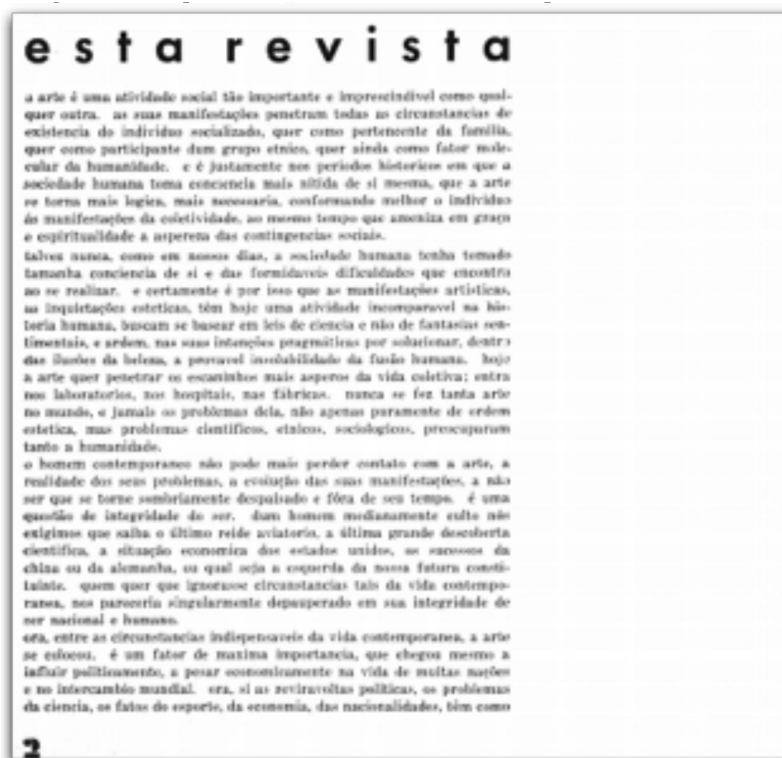 esta revista
a arte é uma atividade social tão importante e imprescindivel como qual-
quer outra. as suas manifestações penetram todas as circunstancias de
existencia do individuo socializado, quer como pertencente da familia,
quer como participante dum grupo etnico, quer ainda como fator mole-
cular da humanidade. e é justamente nos periodos historicos em que a
sociedade humana toma conciencia mais nitida de si mesma, que a arte
se torna mais logica, mais necessaria, conformando melhor o individuo
ás manifestações da coletividade, ao mesmo tempo que ameniza em graça
e espiritualidade a aspereza das contingencias sociais.
talvez nunca, como em nossos dias, a sociedade humana tenha tomado
tamanha conciencia de si e das formidaveis dificuldades que encontra
ao se realizar. e certamente é por isso que as manifestações artisticas,
as inquietações esteticas, têm hoje uma atividade incomparavel na his-
toria humana, buscam se basear em leis de ciencia e não de fantasias sen-
timentais, e ardem, nas suas intenções pragmáticas por solucionar, dentro
das ilusões da beleza, a provavel insolubilidade da fusão humana. hoje
a arte quer penetrar os escaninhos mais asperos da vida coletiva; entra
nos laboratorios, nos hospitais, nas fábricas. nunca se fez tanta arte
no mundo, e jamais os problemas dela, não apenas puramente de ordem
estetica, mas problemas cientificos, etnicos, sociologicos, preocuparam
tanto a humanidade.
o homem contemporaneo não pode mais perder contato com a arte, a
realidade dos seus problemas, a evolução das suas manifestações, a não
ser que se torne sombriamente despaisado e fóra de seu tempo. é uma
questão de integridade do ser. dum homem medianamente culto nós
exigimos que saiba o último reide aviatorio, a última grande descoberta
cientifica, a situação economica dos estados unidos, os sucessos da
china ou da alemanha, ou qual seja a esquerda da nossa futura consti-
tuinte. quem quer que ignorasse circunstancias tais da vida contempo-
ranea, nos pareceria singularmente depauperado em sua integridade de
ser nacional e humano.
ora, entre as circunstancias indispensaveis da vida contemporanea, a arte
se colocou. é um fator de maxima importancia, que chegou mesmo a
influir politicamente, a pesar economicamente na vida de muitas nações
e no intercambio mundial. ora, si as reviravoltas politicas, os problemas
da ciencia, os fatos do esporte, da economia, das nacionalidades, têm como
2